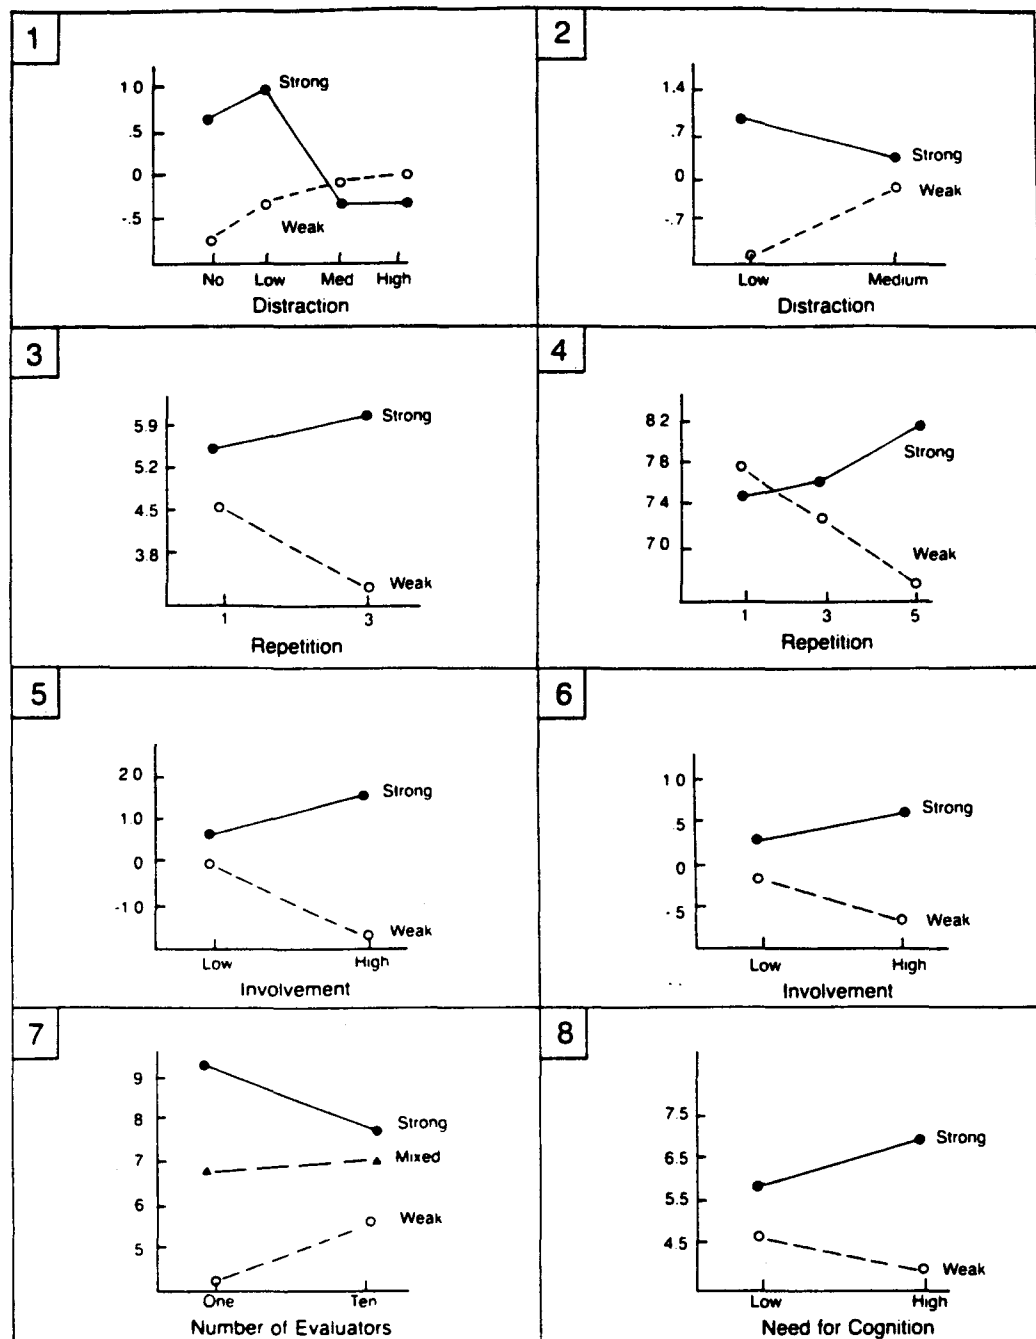 1
1 0
.5
0
-.5
Strong
Weak
No Low Med High
Distraction
2
1.4
.7
0
-.7
Strong
Weak
Low Medium
Distraction
3
5.9
5.2
4.5
3.8
Strong
Weak
1 3
Repetition
4
8 2
7 8
7 4
7 0
Strong
Weak
1 3 5
Repetition
5
2 0
1 0
0
-1 0
Strong
Weak
Low High
Involvement
6
1 0
5
0
-.5
Strong
Weak
Low High
Involvement
7
9
8
7
6
5
Strong
Mixed
Weak
One Ten
Number of Evaluators
8
7.5
6.5
5.5
4.5
Strong
Weak
Low High
Need for Cognition